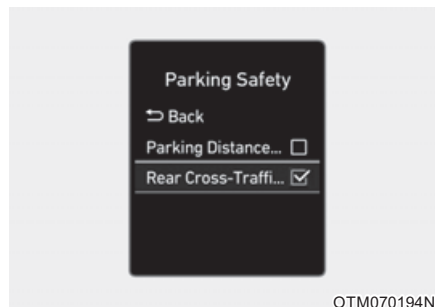 Parking Safety
Back
Parking Distance...
Rear Cross-Traffi...
OTM070194N